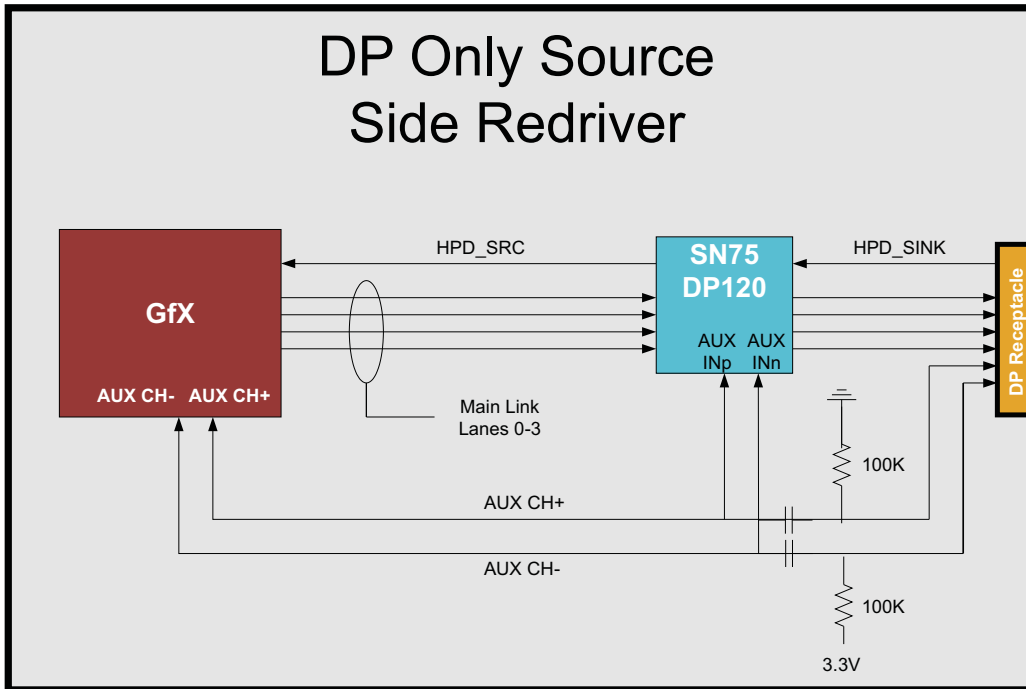 DP Only Source
Side Redriver
HPD_SRC
HPD_SINK
SN75
DP120
GfX
DP Receptacle
AUX AUX
INp INn
AUX CH- AUX CH+
Main Link
Lanes 0-3
100K
AUX CH+
AUX CH-
100K
3.3V